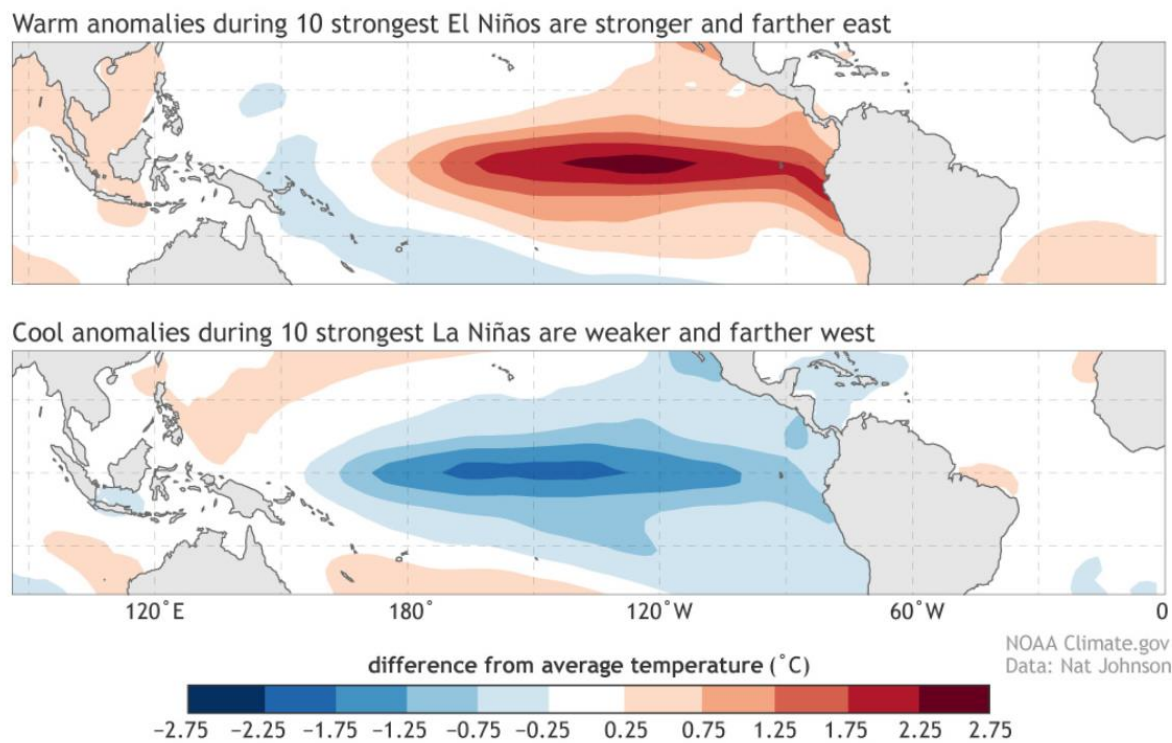 Warm anomalies during 10 strongest El Niños are stronger and farther east
Cool anomalies during 10 strongest La Niñas are weaker and farther west
120°E 180° 120°W 60°W 0
NOAA Climate.gov
Data: Nat Johnson
difference from average temperature (°C)
−2.75 −2.25 −1.75 −1.25 −0.75 −0.25 0.25 0.75 1.25 1.75 2.25 2.75